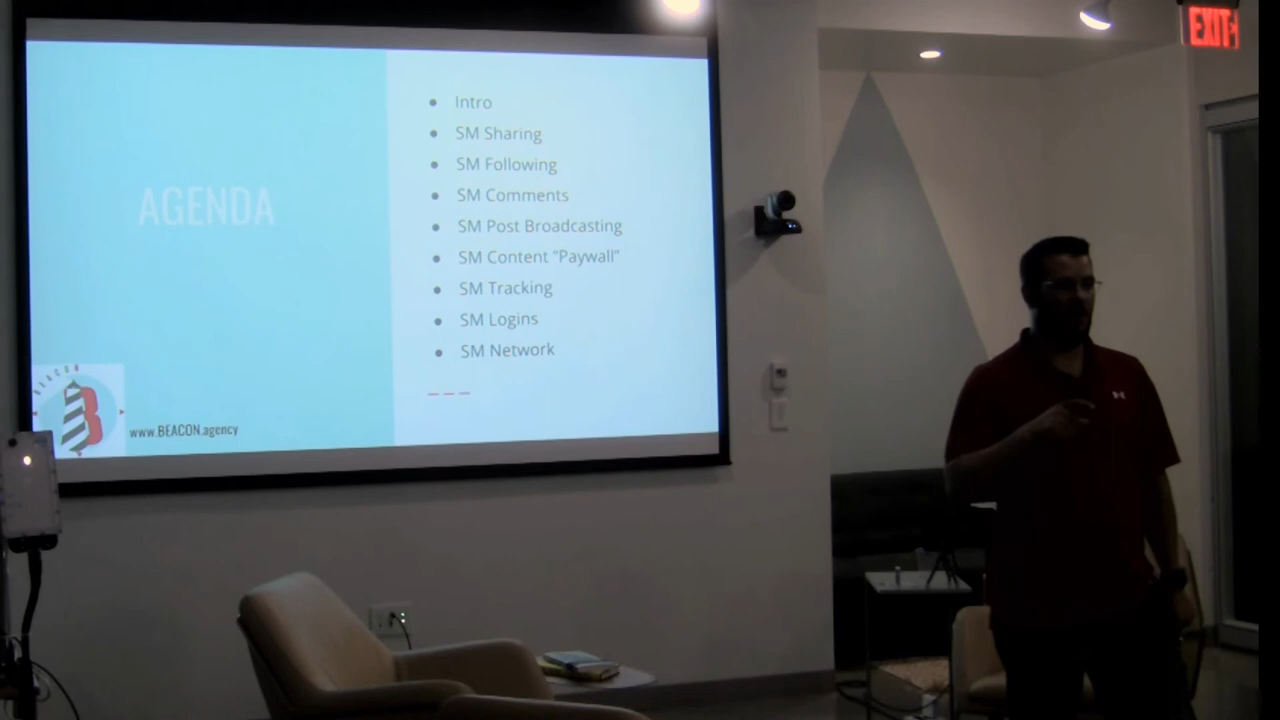 AGENDA
Intro
SM Sharing
SM Following
SM Comments
SM Post Broadcasting
SM Content “Paywall”
SM Tracking
SM Logins
SM Network
BEACON
B
www.BEACON.agency
EXIT